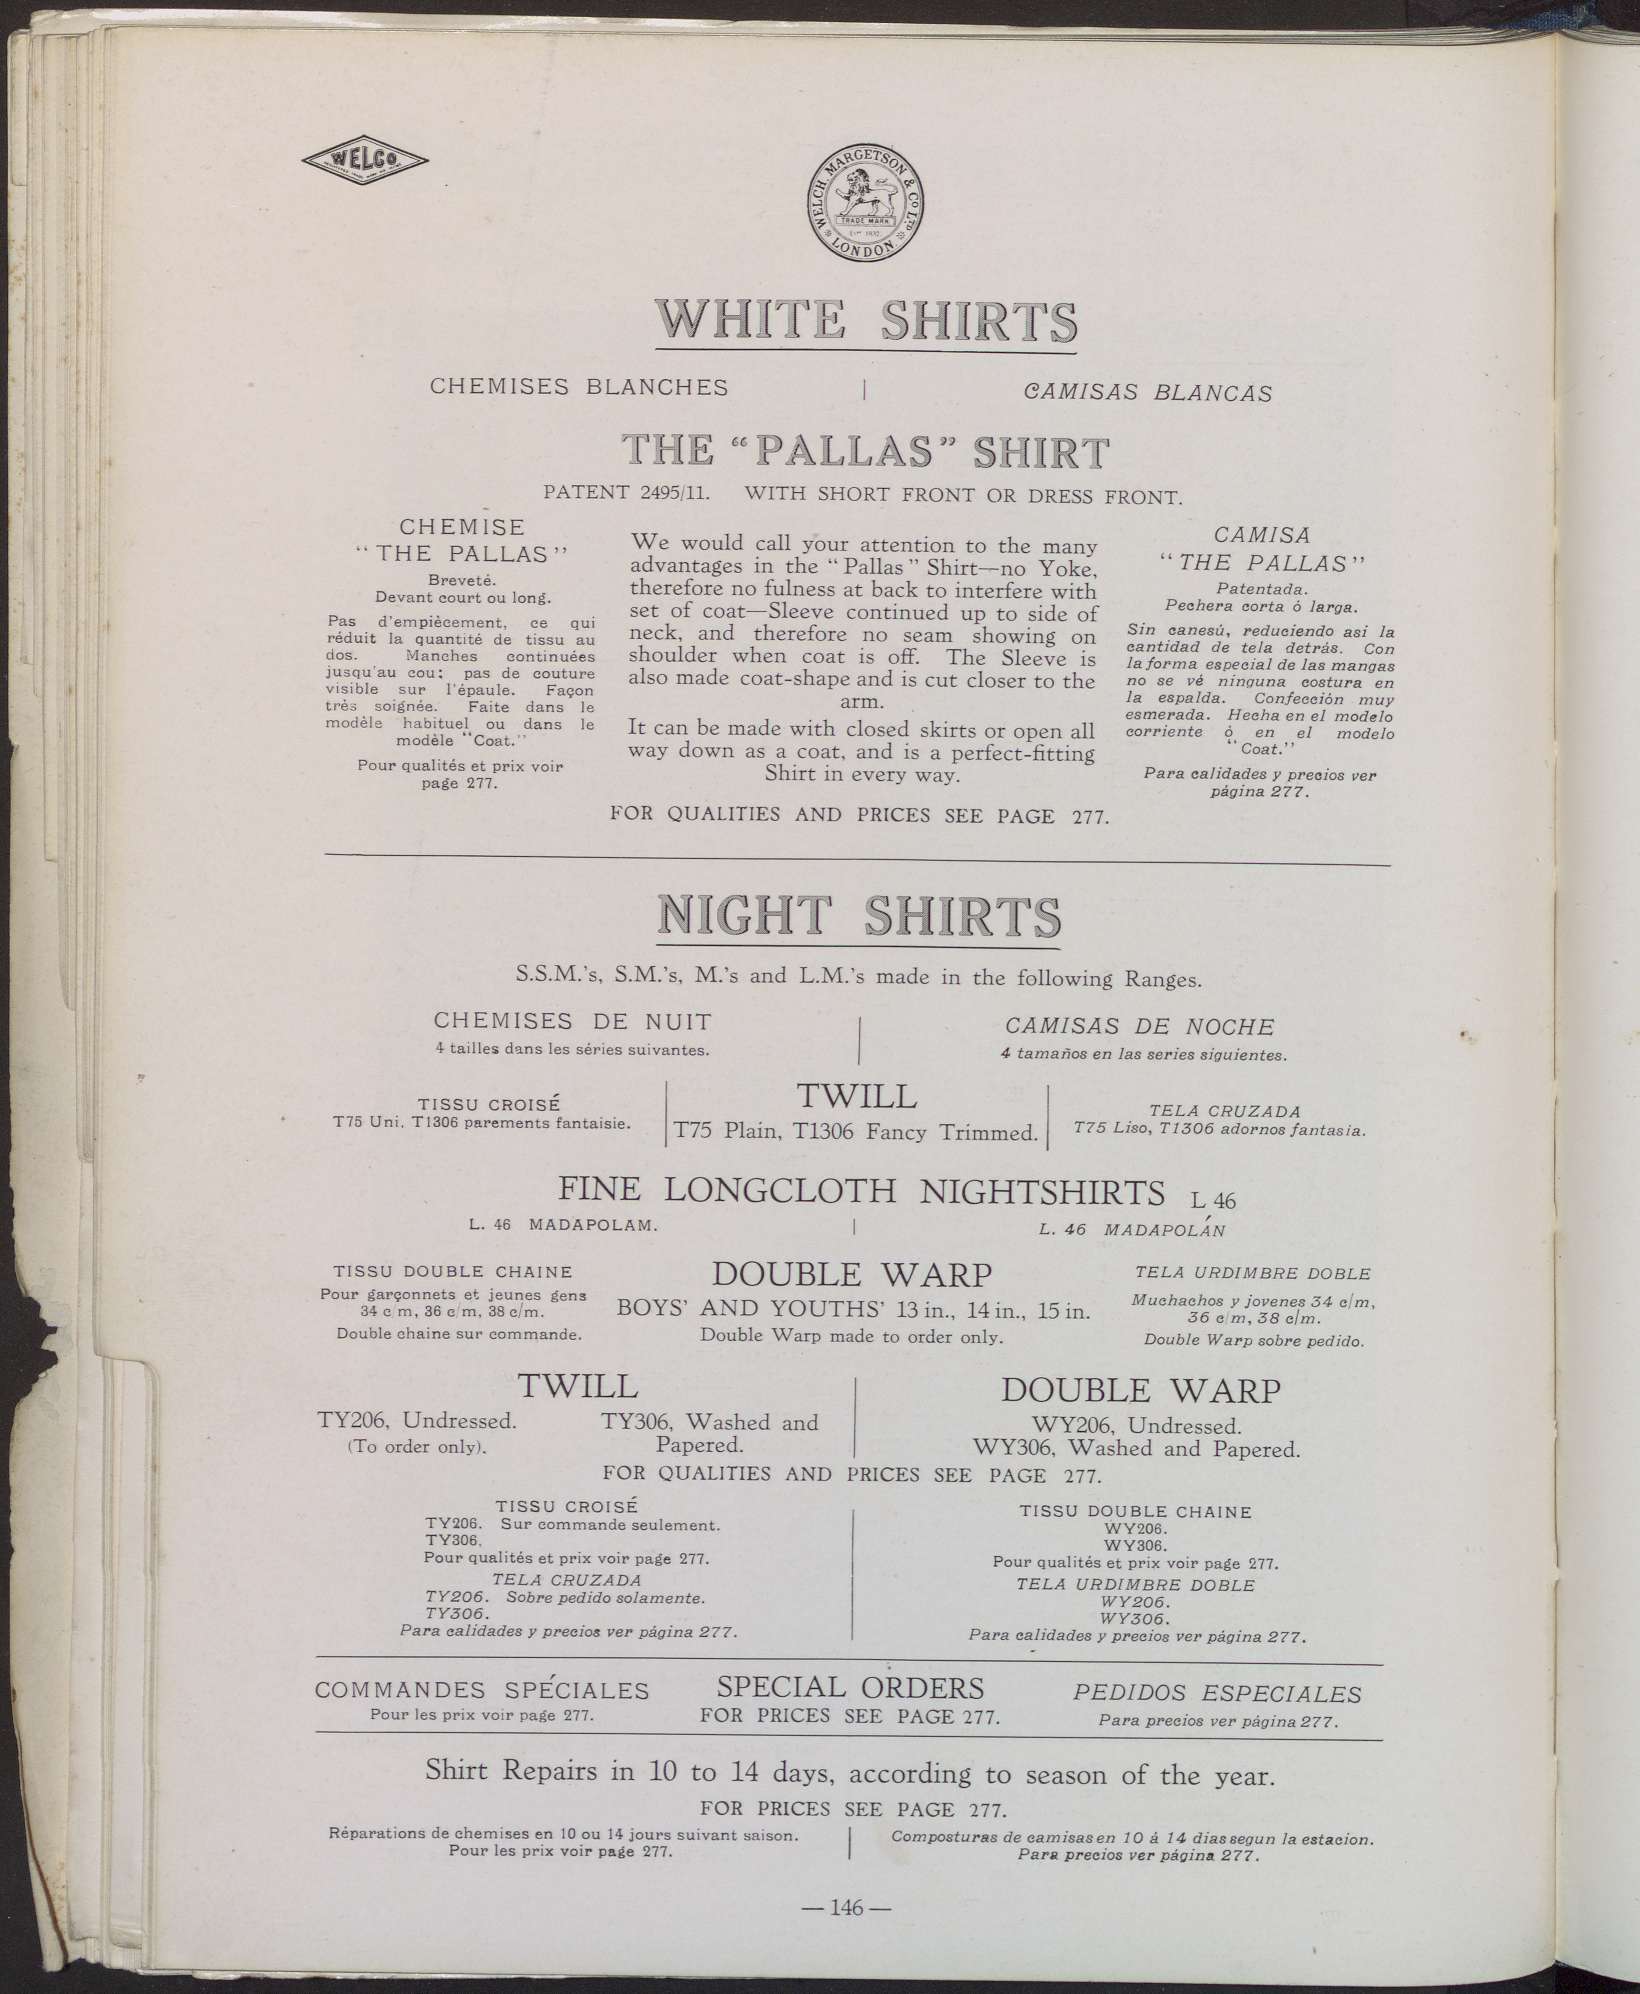 WELCO
WELCH, MARGETSON & Co LTD
TRADE MARK
LONDON
WHITE SHIRTS
CHEMISES BLANCHES
CAMISAS BLANCAS
THE “PALLAS” SHIRT
PATENT 2495/11. WITH SHORT FRONT OR DRESS FRONT.
CHEMISE
“THE PALLAS”
Breveté.
Devant court ou long.
Pas d'empiècement, ce qui
réduit la quantité de tissu au
dos. Manches continuées
jusqu'au cou; pas de couture
visible sur l'épaule. Façon
très soignée. Faite dans le
modèle habituel ou dans le
modèle “Coat.”
Pour qualités et prix voir
page 277.
We would call your attention to the many
advantages in the “Pallas” Shirt—no Yoke,
therefore no fulness at back to interfere with
set of coat—Sleeve continued up to side of
neck, and therefore no seam showing on
shoulder when coat is off. The Sleeve is
also made coat-shape and is cut closer to the
arm.
It can be made with closed skirts or open all
way down as a coat, and is a perfect-fitting
Shirt in every way.
CAMISA
“THE PALLAS”
Patentada.
Pechera corta ó larga.
Sin canesú, reduciendo asi la
cantidad de tela detrás. Con
la forma especial de las mangas
no se vé ninguna costura en
la espalda. Confección muy
esmerada. Hecha en el modelo
corriente ó en el modelo
“Coat.”
Para calidades y precios ver
página 277.
FOR QUALITIES AND PRICES SEE PAGE 277.
NIGHT SHIRTS
S.S.M.'s, S.M.'s, M.'s and L.M.'s made in the following Ranges.
CHEMISES DE NUIT
4 tailles dans les séries suivantes.
CAMISAS DE NOCHE
4 tamaños en las series siguientes.
TISSU CROISÉ
T75 Uni, T1306 parements fantaisie.
TWILL
T75 Plain, T1306 Fancy Trimmed.
TELA CRUZADA
T75 Liso, T1306 adornos fantasia.
FINE LONGCLOTH NIGHTSHIRTS L 46
L. 46 MADAPOLAM.
L. 46 MADAPOLÁN
TISSU DOUBLE CHAINE
Pour garçonnets et jeunes gens
34 c/m, 36 c/m, 38 c/m.
Double chaine sur commande.
DOUBLE WARP
BOYS' AND YOUTHS' 13 in., 14 in., 15 in.
Double Warp made to order only.
TELA URDIMBRE DOBLE
Muchachos y jovenes 34 c/m,
36 c/m, 38 c/m.
Double Warp sobre pedido.
TWILL
TY206, Undressed.
(To order only).
TY306, Washed and
Papered.
DOUBLE WARP
WY206, Undressed.
WY306, Washed and Papered.
FOR QUALITIES AND PRICES SEE PAGE 277.
TISSU CROISÉ
TY206. Sur commande seulement.
TY306.
Pour qualités et prix voir page 277.
TELA CRUZADA
TY206. Sobre pedido solamente.
TY306.
Para calidades y precios ver página 277.
TISSU DOUBLE CHAINE
WY206.
WY306.
Pour qualités et prix voir page 277.
TELA URDIMBRE DOBLE
WY206.
WY306.
Para calidades y precios ver página 277.
COMMANDES SPÉCIALES
Pour les prix voir page 277.
SPECIAL ORDERS
FOR PRICES SEE PAGE 277.
PEDIDOS ESPECIALES
Para precios ver página 277.
Shirt Repairs in 10 to 14 days, according to season of the year.
FOR PRICES SEE PAGE 277.
Réparations de chemises en 10 ou 14 jours suivant saison.
Pour les prix voir page 277.
Composturas de camisas en 10 á 14 dias segun la estacion.
Para precios ver página 277.
— 146 —